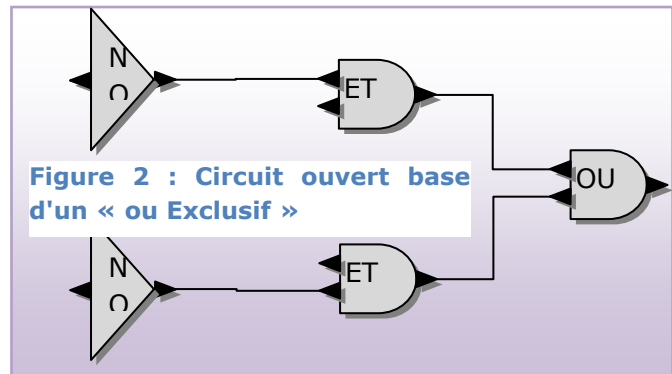 N
O
ET
OU
Figure 2 : Circuit ouvert base
d'un « ou Exclusif »
N
O
ET